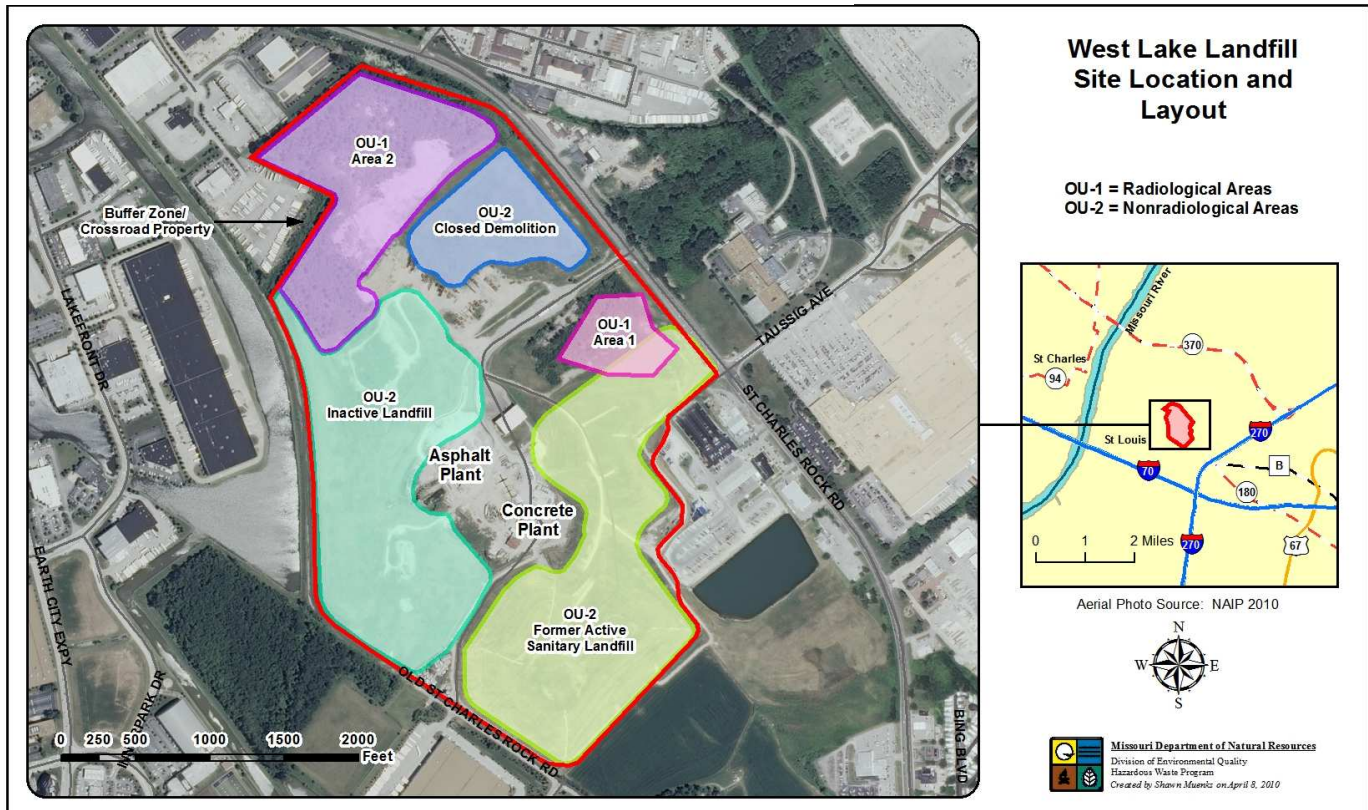 West Lake Landfill
Site Location and
Layout
OU-1 = Radiological Areas
OU-2 = Nonradiological Areas
OU-1
Area 2
OU-2
Closed Demolition
Buffer Zone/
Crossroad Property
OU-1
Area 1
OU-2
Inactive Landfill
Asphalt
Plant
Concrete
Plant
OU-2
Former Active
Sanitary Landfill
LAKEFRONT DR
EARTH CITY EXPY
OLD ST CHARLES ROCK RD
ST CHARLES ROCK RD
TAUSSIG AVE
BING BLVD
0 250 500 1000 1500 2000
Feet
Missouri River
St Charles
94
370
St Louis
270
70
B
180
270
67
0 1 2 Miles
Aerial Photo Source: NAIP 2010
N
W E
S
Missouri Department of Natural Resources
Division of Environmental Quality
Hazardous Waste Program
Created by Shawn Muenks on April 8, 2010